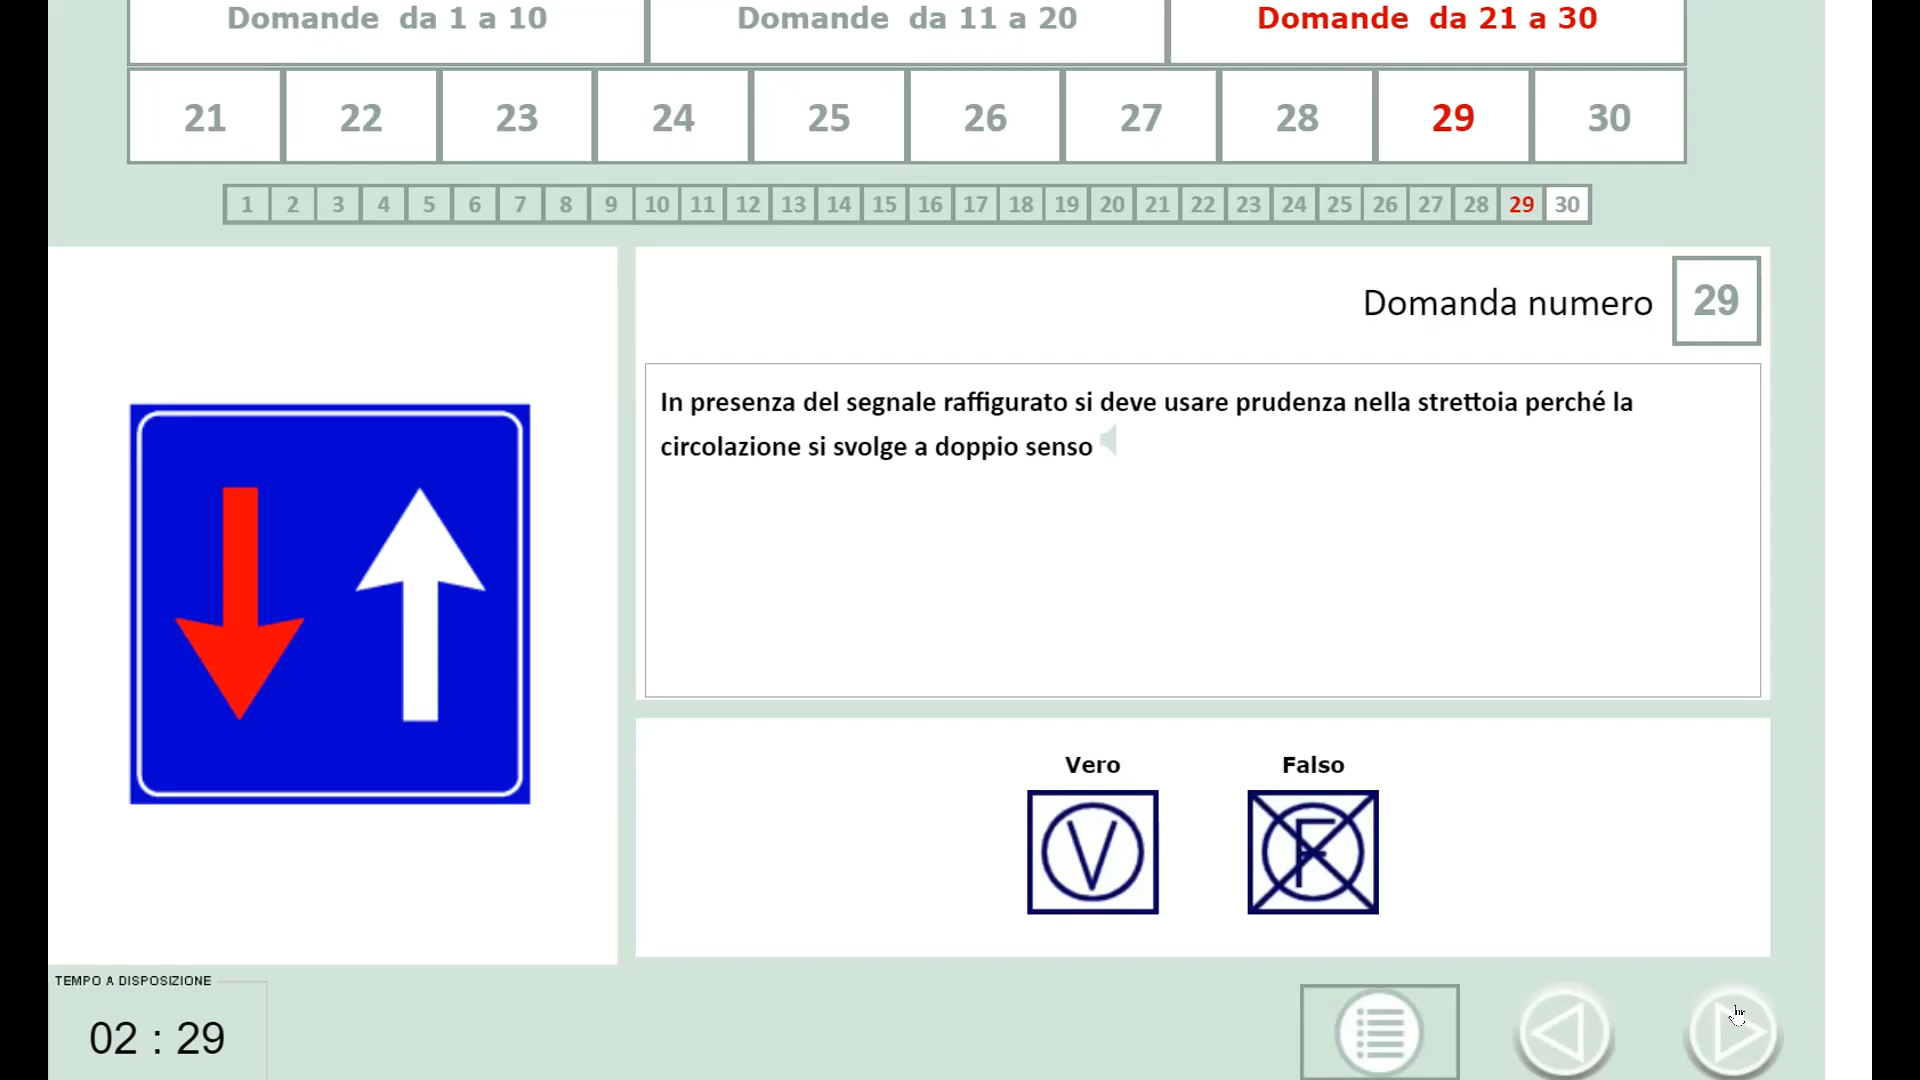 Domande da 1 a 10 Domande da 11 a 20 Domande da 21 a 30
21 22 23 24 25 26 27 28 29 30
1 2 3 4 5 6 7 8 9 10 11 12 13 14 15 16 17 18 19 20 21 22 23 24 25 26 27 28 29 30
Domanda numero 29
In presenza del segnale raffigurato si deve usare prudenza nella strettoia perché la
circolazione si svolge a doppio senso
Vero Falso
V F
TEMPO A DISPOSIZIONE
02 : 29